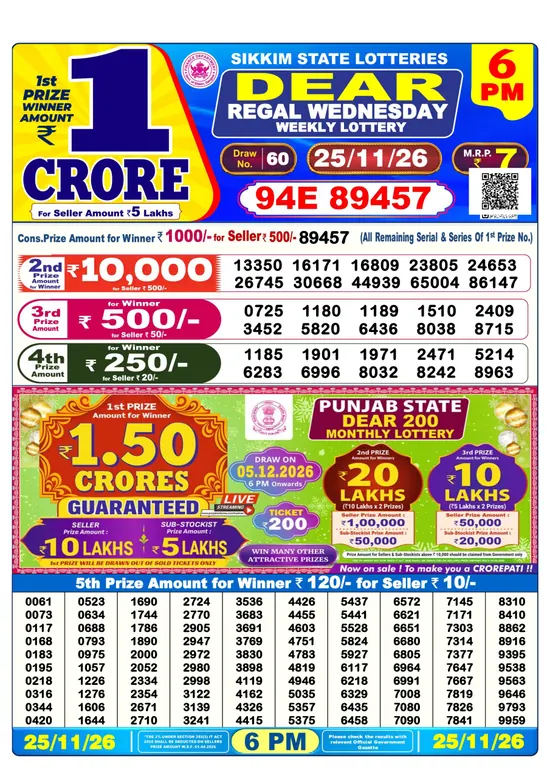 1st
PRIZE
WINNER
AMOUNT
₹
1
CRORE
For Seller Amount ₹5 Lakhs
SIKKIM STATE LOTTERIES
DEAR
REGAL WEDNESDAY
WEEKLY LOTTERY
6
PM
Draw No. 60
25/11/26
M.R.P. ₹ 7
94E 89457
Cons.Prize Amount for Winner ₹ 1000/- for Seller ₹ 500/- 89457 (All Remaining Serial & Series Of 1st Prize No.)
2nd Prize Amount for Winner ₹10,000 for Seller ₹ 500/-
13350 16171 16809 23805 24653
26745 30668 44939 65004 86147
3rd Prize Amount for Winner ₹ 500/- for Seller ₹ 50/-
0725 1180 1189 1510 2409
3452 5820 6436 8038 8715
4th Prize Amount for Winner ₹ 250/- for Seller ₹ 20/-
1185 1901 1971 2471 5214
6283 6996 8032 8242 8963
1st PRIZE
Amount for Winner
₹1.50
CRORES
GUARANTEED
SELLER
Prize Amount :
₹10 LAKHS
SUB-STOCKIST
Prize Amount :
₹5 LAKHS
1st PRIZE WILL BE DRAWN OUT OF SOLD TICKETS ONLY
DRAW ON
05.12.2026
6 PM Onwards
LIVE
STREAMING
TICKET
₹200
WIN MANY OTHER
ATTRACTIVE PRIZES
PUNJAB STATE
DEAR 200
MONTHLY LOTTERY
2nd PRIZE
Amount for Winners
₹20
LAKHS
(₹10 Lakhs x 2 Prizes)
Seller Prize Amount :
₹1,00,000
Sub-Stockist Prize Amount :
₹50,000
3rd PRIZE
Amount for Winners
₹10
LAKHS
(₹5 Lakhs x 2 Prizes)
Seller Prize Amount :
₹50,000
Sub-Stockist Prize Amount :
₹20,000
Prize Amount for Sellers & Sub-Stockists above ₹ 10,000 should be claimed from Government only
Now on sale ! To make you a CROREPATI !!
5th Prize Amount for Winner ₹ 120/- for Seller ₹ 10/-
0061 0523 1690 2724 3536 4426 5437 6572 7145 8310
0073 0634 1744 2770 3683 4455 5441 6621 7171 8410
0117 0688 1786 2905 3691 4603 5528 6651 7303 8862
0168 0793 1890 2947 3769 4751 5824 6680 7314 8916
0183 0975 2000 2972 3830 4783 5927 6805 7377 9395
0195 1057 2052 2980 3898 4819 6117 6964 7647 9538
0218 1226 2334 2998 4119 4946 6218 6991 7667 9563
0316 1276 2354 3122 4162 5035 6329 7008 7819 9646
0344 1606 2671 3139 4326 5357 6435 7080 7826 9793
0420 1644 2710 3241 4415 5375 6458 7090 7841 9959
25/11/26
6 PM
Please check the results with
relevant Official Government
Gazette
25/11/26